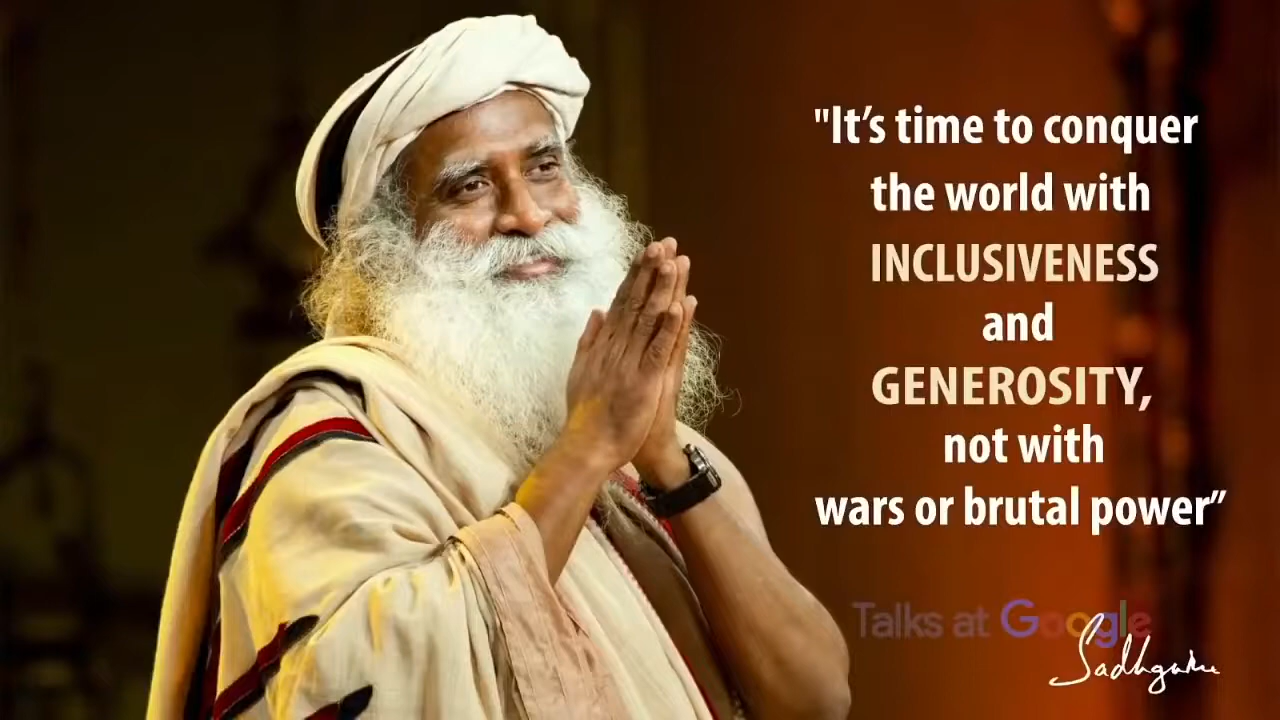 "It’s time to conquer
the world with
INCLUSIVENESS
and
GENEROSITY,
not with
wars or brutal power”
Talks at Google
Sadhguru